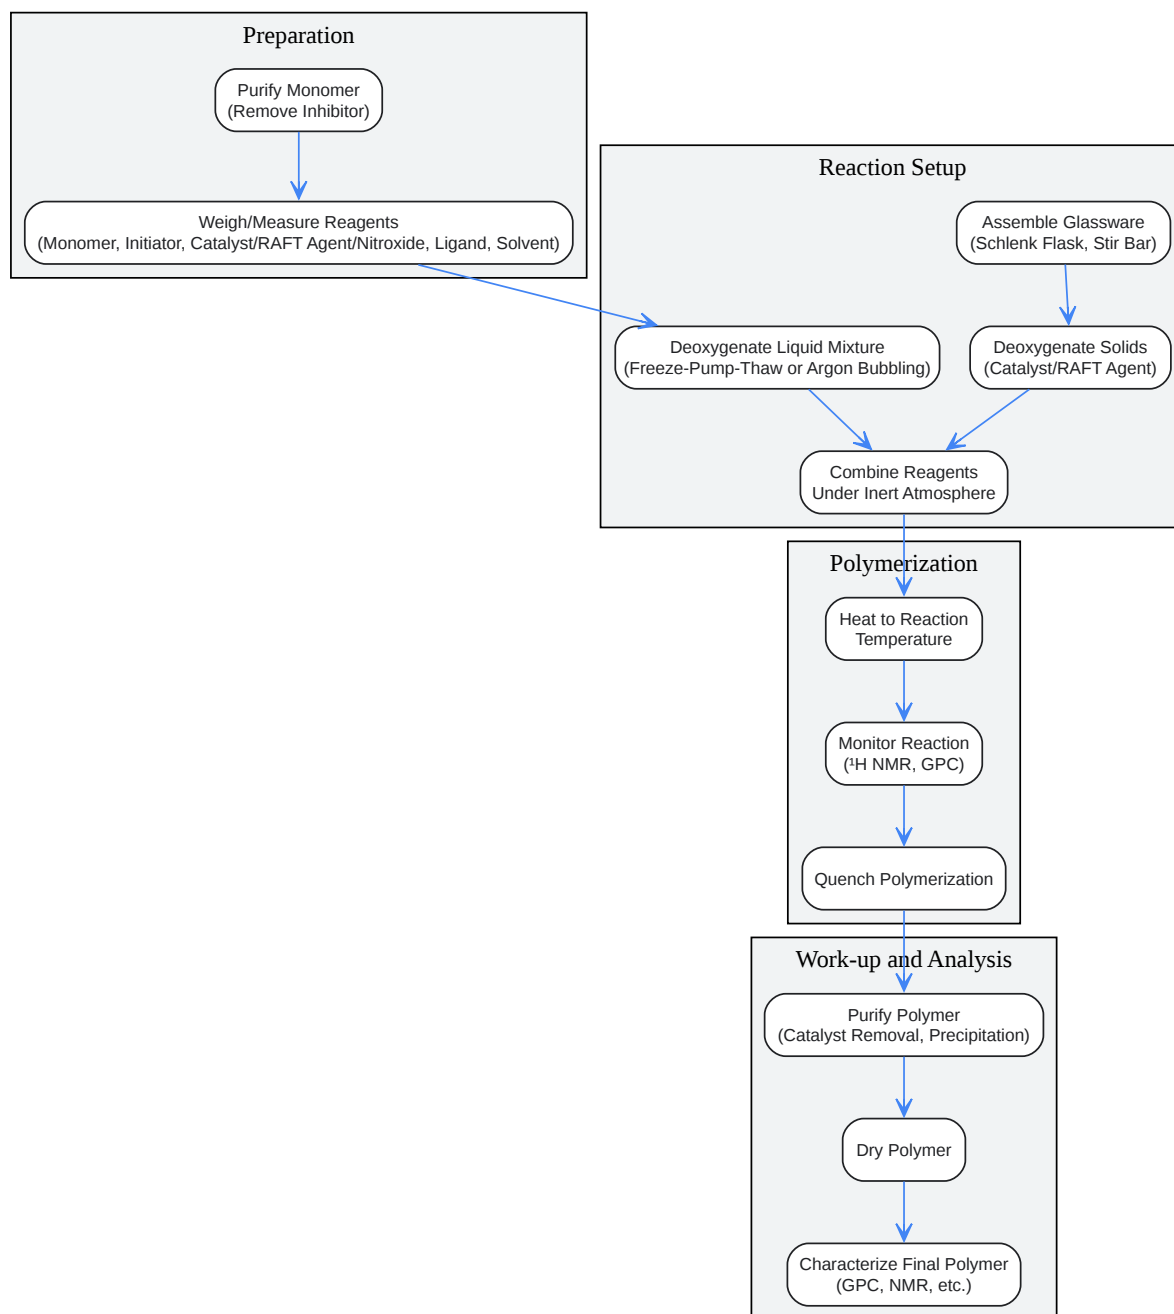 Preparation
Purify Monomer
(Remove Inhibitor)
Weigh/Measure Reagents
(Monomer, Initiator, Catalyst/RAFT Agent/Nitroxide, Ligand, Solvent)
Reaction Setup
Assemble Glassware
(Schlenk Flask, Stir Bar)
Deoxygenate Liquid Mixture
(Freeze-Pump-Thaw or Argon Bubbling)
Deoxygenate Solids
(Catalyst/RAFT Agent)
Combine Reagents
Under Inert Atmosphere
Polymerization
Heat to Reaction
Temperature
Monitor Reaction
(¹H NMR, GPC)
Quench Polymerization
Work-up and Analysis
Purify Polymer
(Catalyst Removal, Precipitation)
Dry Polymer
Characterize Final Polymer
(GPC, NMR, etc.)